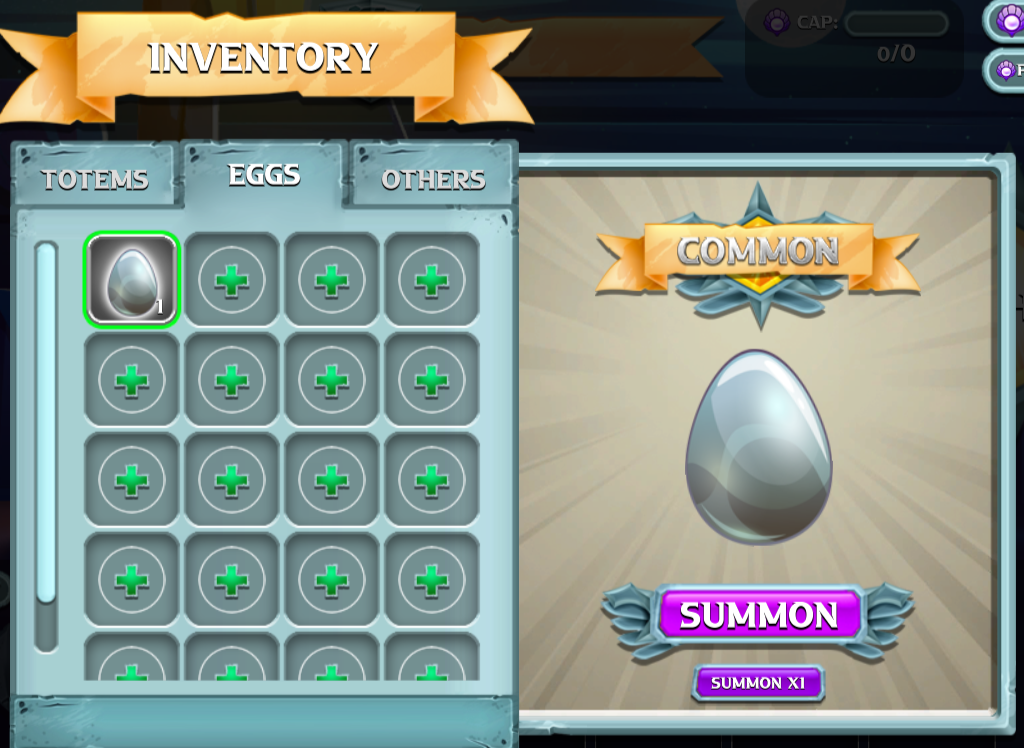 INVENTORY
CAP:
0/0
F
TOTEMS
EGGS
OTHERS
1
COMMON
SUMMON
SUMMON X1